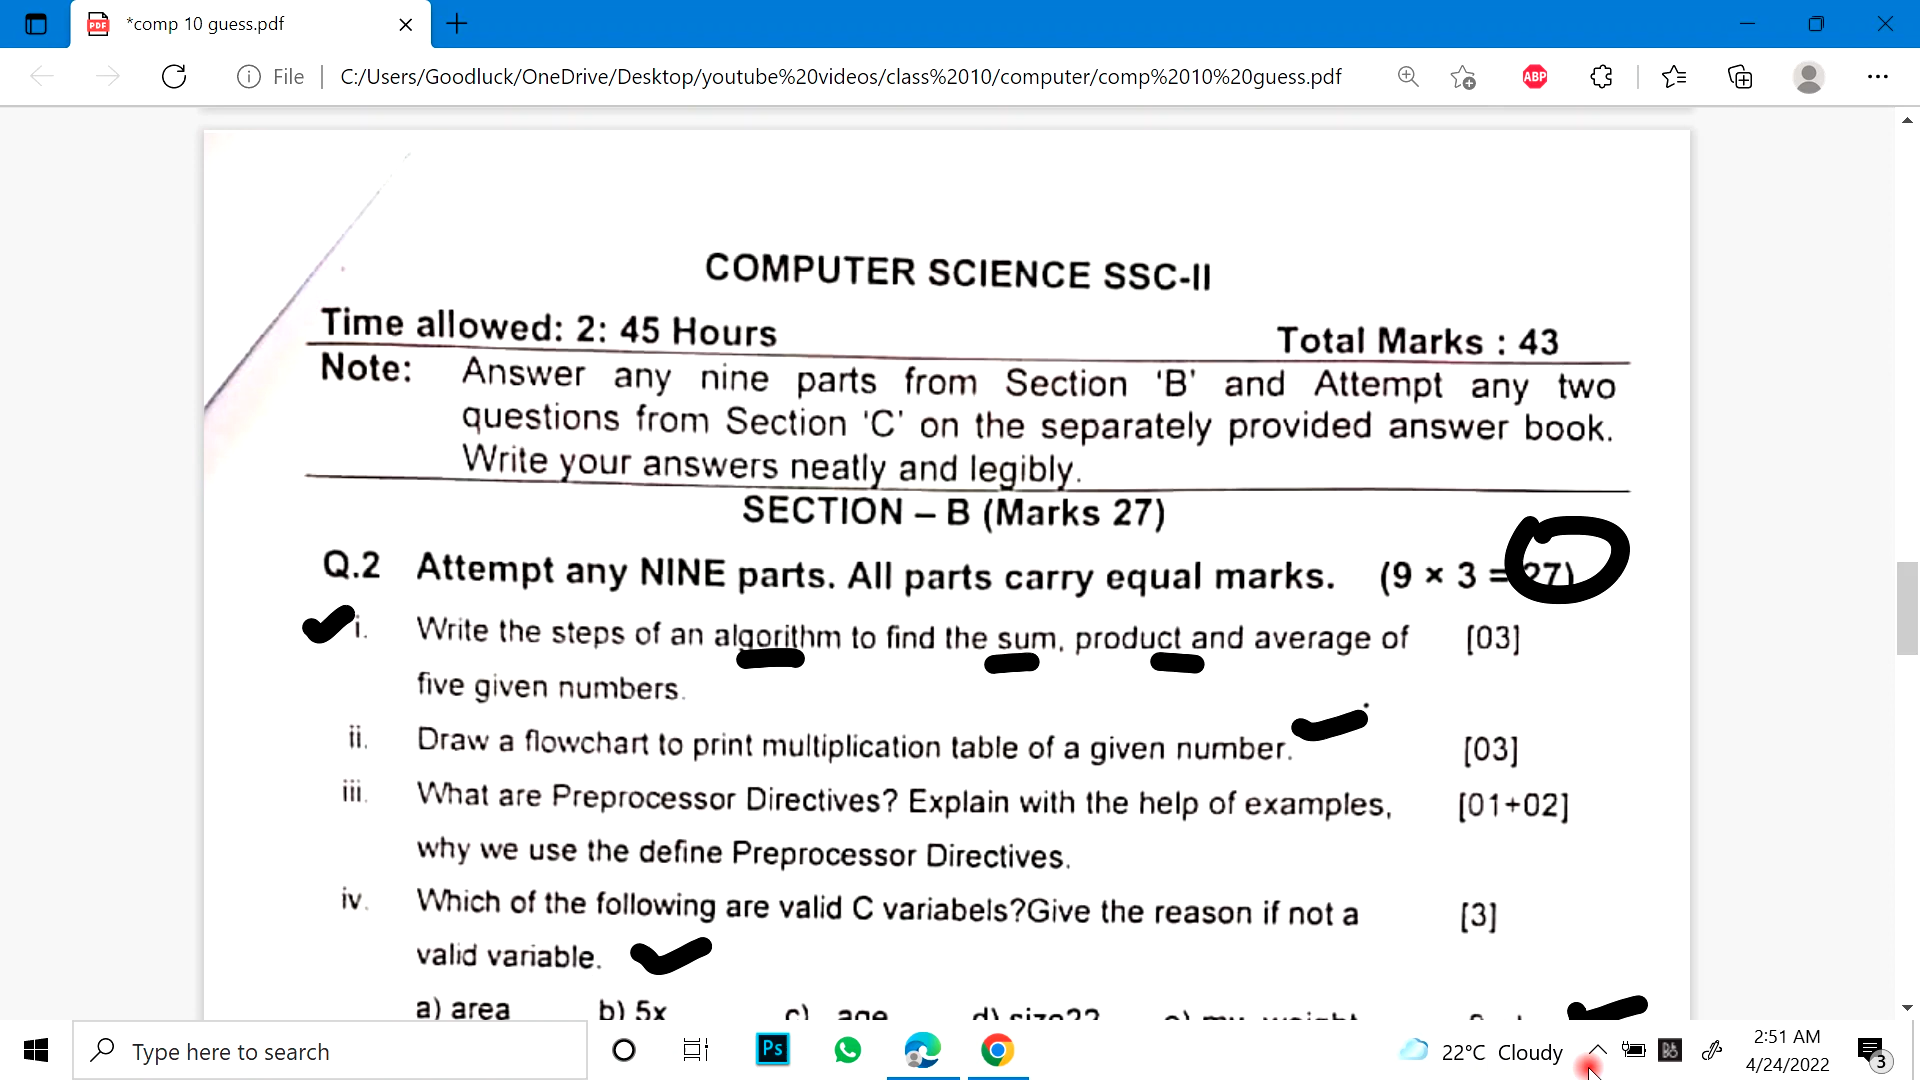 *comp 10 guess.pdf
File
C:/Users/Goodluck/OneDrive/Desktop/youtube%20videos/class%2010/computer/comp%2010%20guess.pdf
ABP
COMPUTER SCIENCE SSC-II
Time allowed: 2: 45 Hours
Total Marks : 43
Note: Answer any nine parts from Section 'B' and Attempt any two
questions from Section 'C' on the separately provided answer book.
Write your answers neatly and legibly.
SECTION – B (Marks 27)
Q.2 Attempt any NINE parts. All parts carry equal marks. (9 × 3 = 27)
i. Write the steps of an algorithm to find the sum, product and average of [03]
five given numbers.
ii. Draw a flowchart to print multiplication table of a given number. [03]
iii. What are Preprocessor Directives? Explain with the help of examples, [01+02]
why we use the define Preprocessor Directives.
iv. Which of the following are valid C variabels?Give the reason if not a [3]
valid variable.
a) area b) 5x c) age d) size22 e) my_weight
Type here to search
Ps
22°C Cloudy
2:51 AM
4/24/2022
3